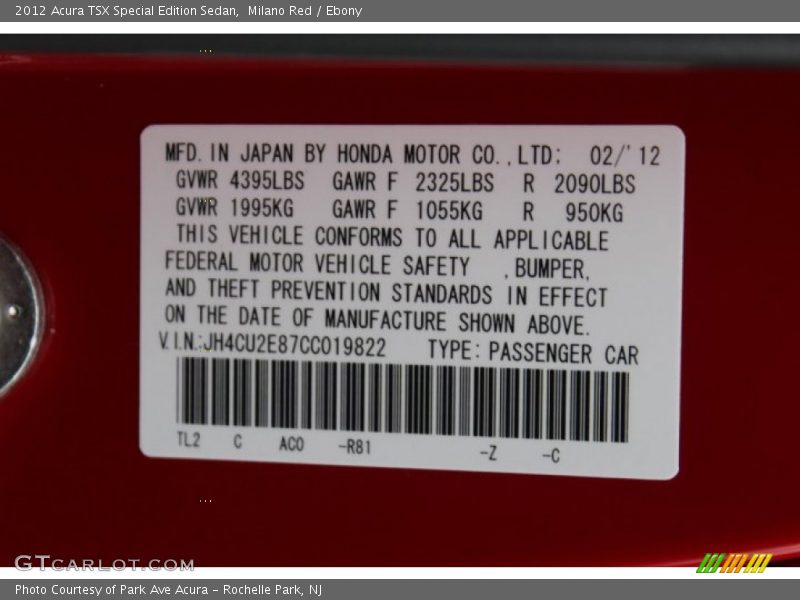 2012 Acura TSX Special Edition Sedan,  Milano Red / Ebony
MFD. IN JAPAN BY HONDA MOTOR CO.,LTD: 02/'12
GVWR 4395LBS GAWR F 2325LBS R 2090LBS
GVWR 1995KG GAWR F 1055KG R 950KG
THIS VEHICLE CONFORMS TO ALL APPLICABLE
FEDERAL MOTOR VEHICLE SAFETY ,BUMPER,
AND THEFT PREVENTION STANDARDS IN EFFECT
ON THE DATE OF MANUFACTURE SHOWN ABOVE.
V.I.N.:JH4CU2E87CC019822 TYPE: PASSENGER CAR
TL2 C AC0 -R81 -Z -C
GTCARLOT.COM
Photo Courtesy of Park Ave Acura - Rochelle Park, NJ